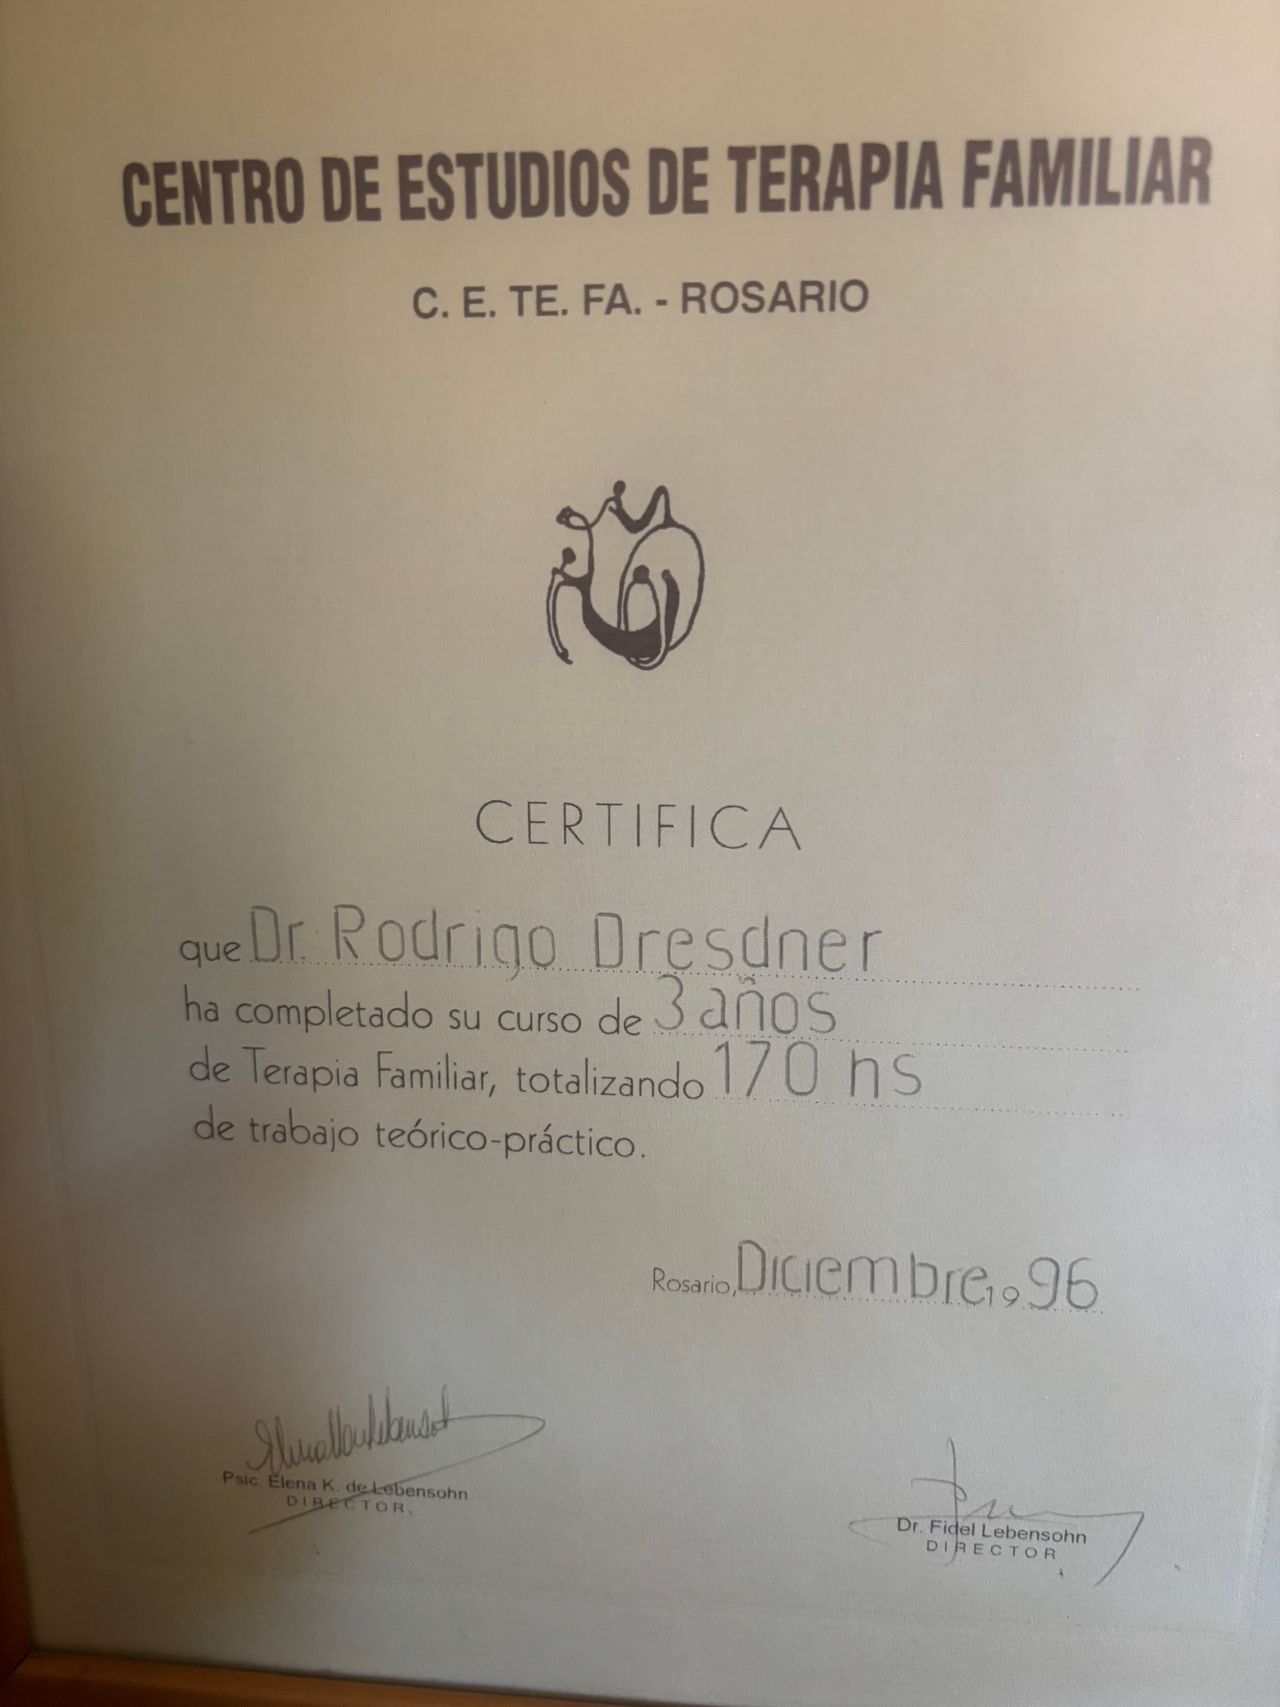 CENTRO DE ESTUDIOS DE TERAPIA FAMILIAR
C. E. TE. FA. - ROSARIO
CERTIFICA
que Dr. Rodrigo Dresdner
ha completado su curso de 3 años
de Terapia Familiar, totalizando 170 hs
de trabajo teórico-práctico.
Rosario, Diciembre 19 96
Psic. Elena K. de Lebensohn
DIRECTOR
Dr. Fidel Lebensohn
DIRECTOR